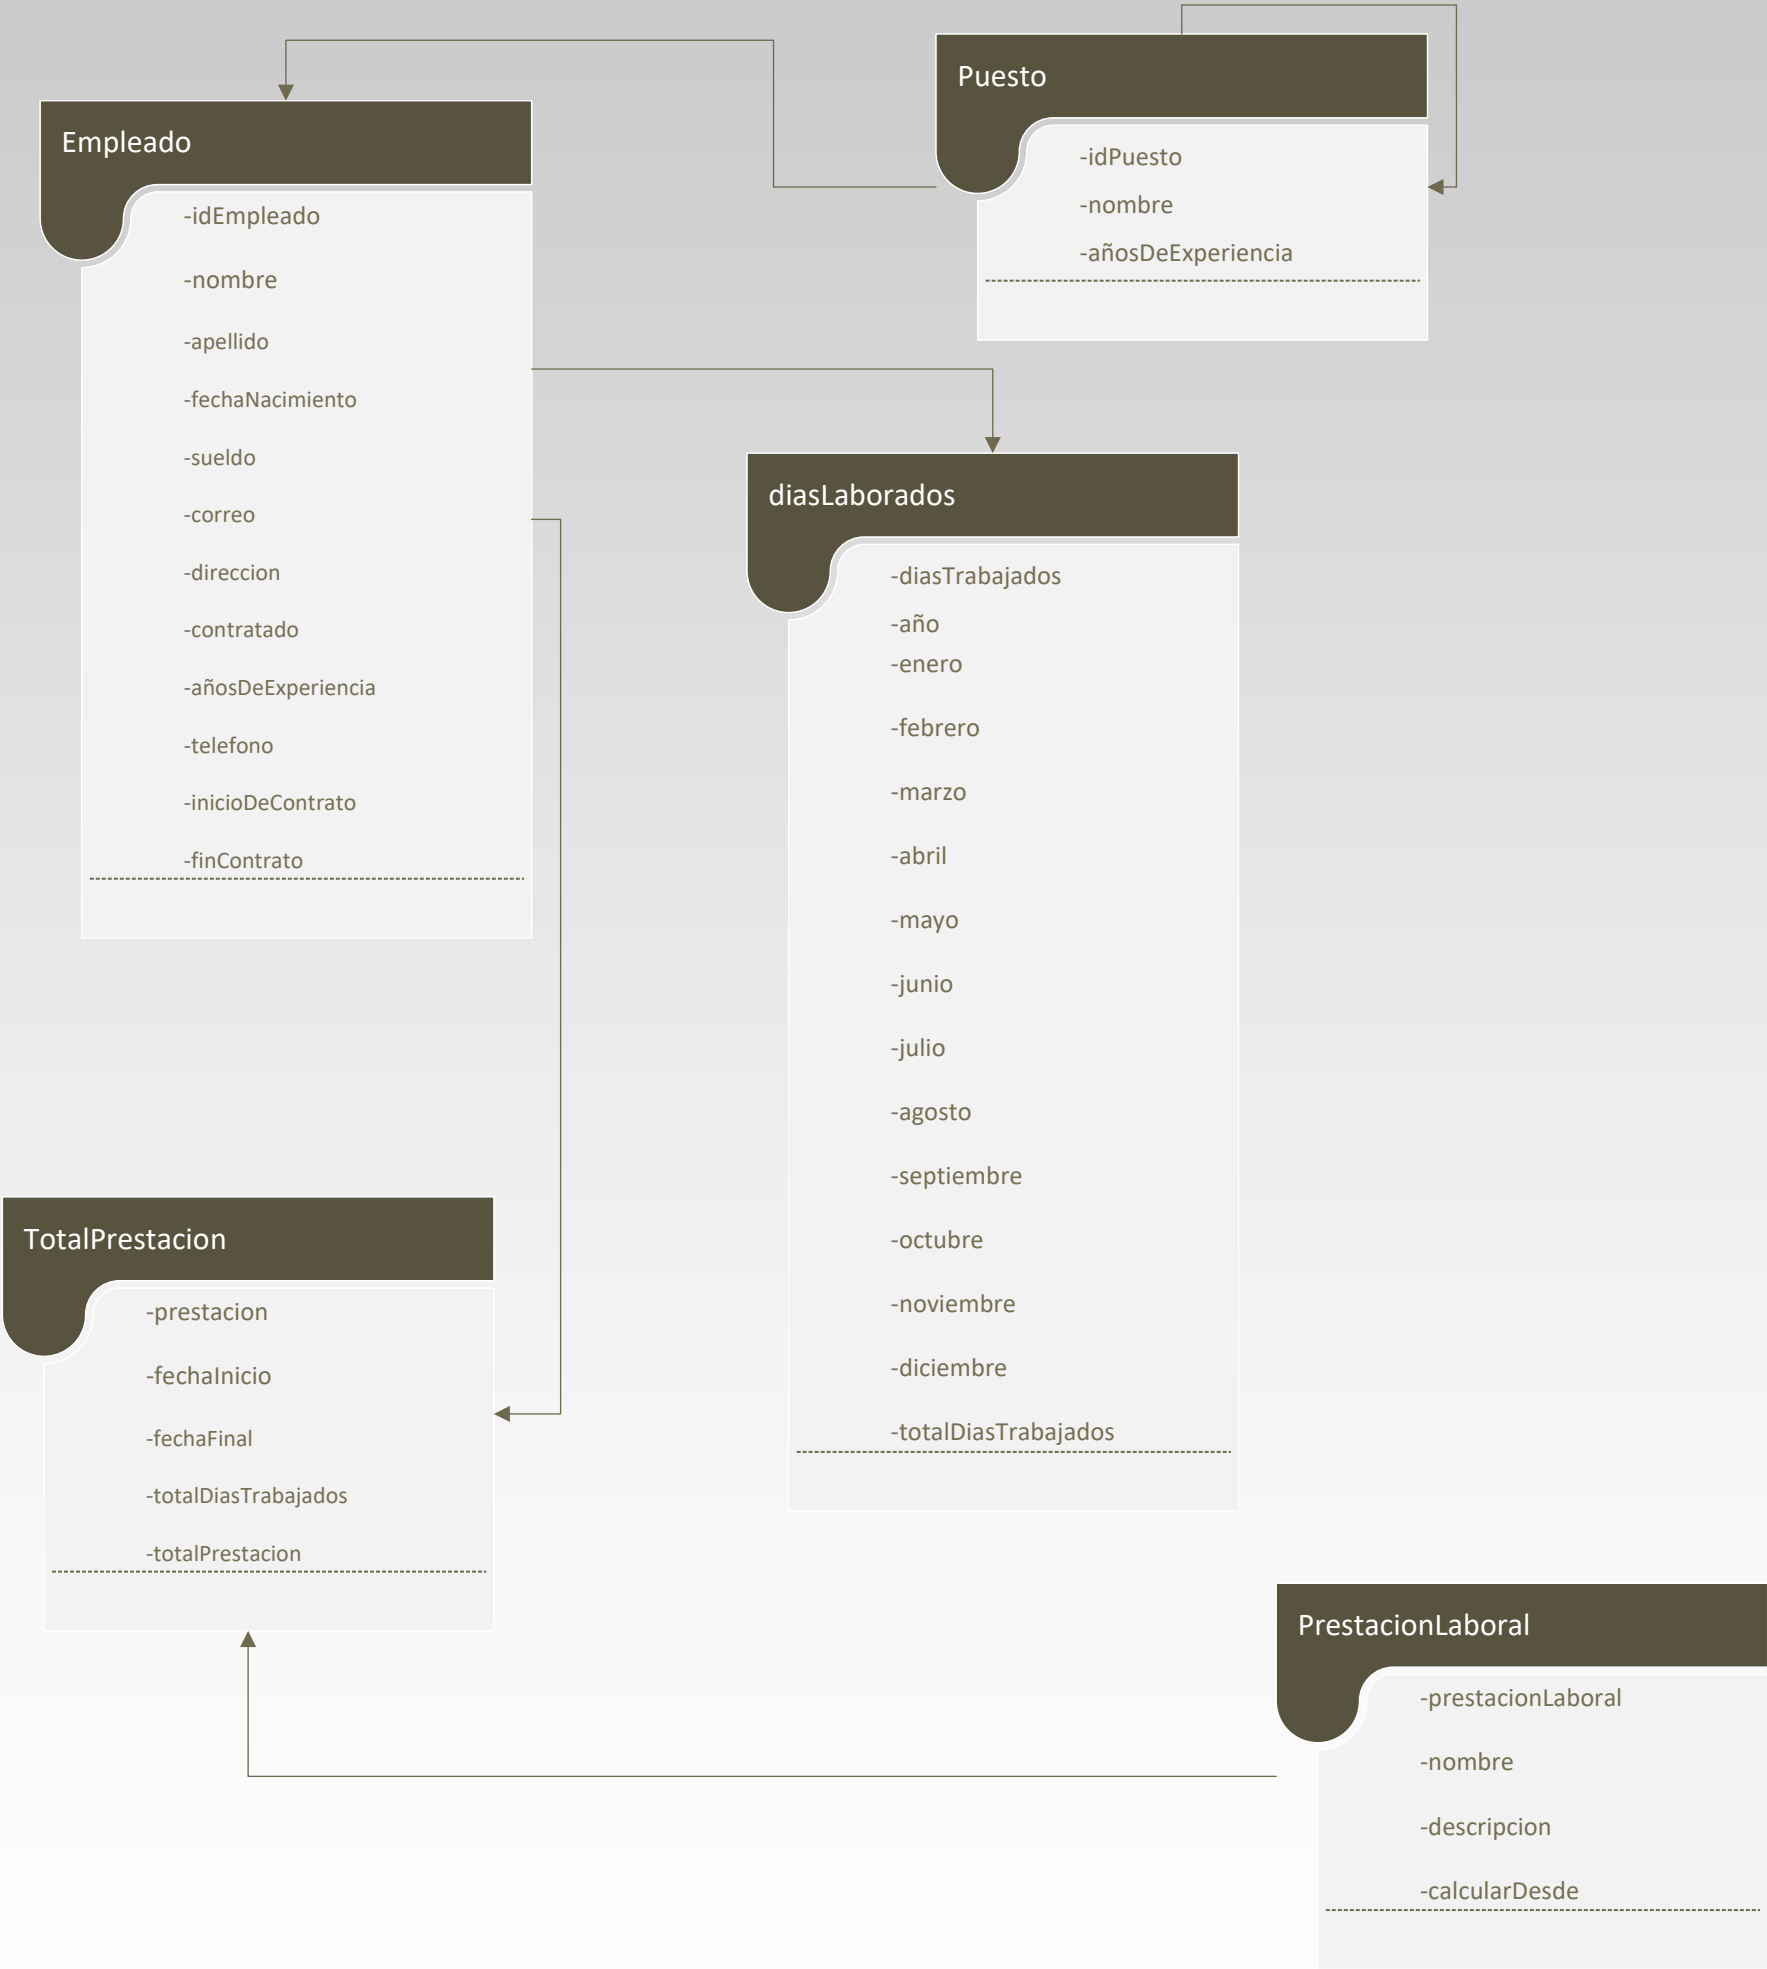 Puesto
-idPuesto
-nombre
-añosDeExperiencia
Empleado
-idEmpleado
-nombre
-apellido
-fechaNacimiento
-sueldo
-correo
-direccion
-contratado
-añosDeExperiencia
-telefono
-inicioDeContrato
-finContrato
diasLaborados
-diasTrabajados
-año
-enero
-febrero
-marzo
-abril
-mayo
-junio
-julio
-agosto
-septiembre
-octubre
-noviembre
-diciembre
-totalDiasTrabajados
TotalPrestacion
-prestacion
-fechaInicio
-fechaFinal
-totalDiasTrabajados
-totalPrestacion
PrestacionLaboral
-prestacionLaboral
-nombre
-descripcion
-calcularDesde